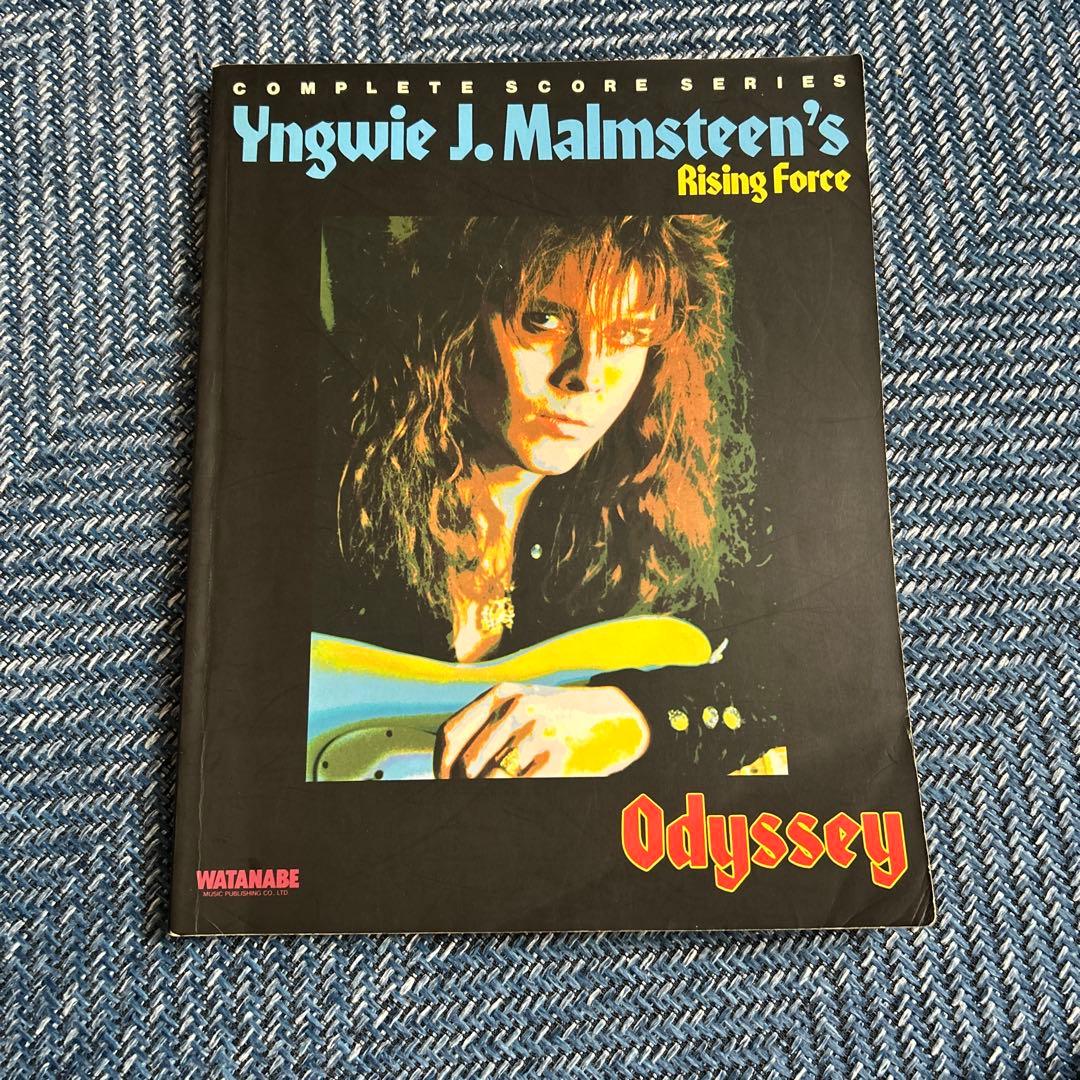 COMPLETE SCORE SERIES
Yngwie J. Malmsteen's
Rising Force
Odyssey
WATANABE
MUSIC PUBLISHING CO., LTD.